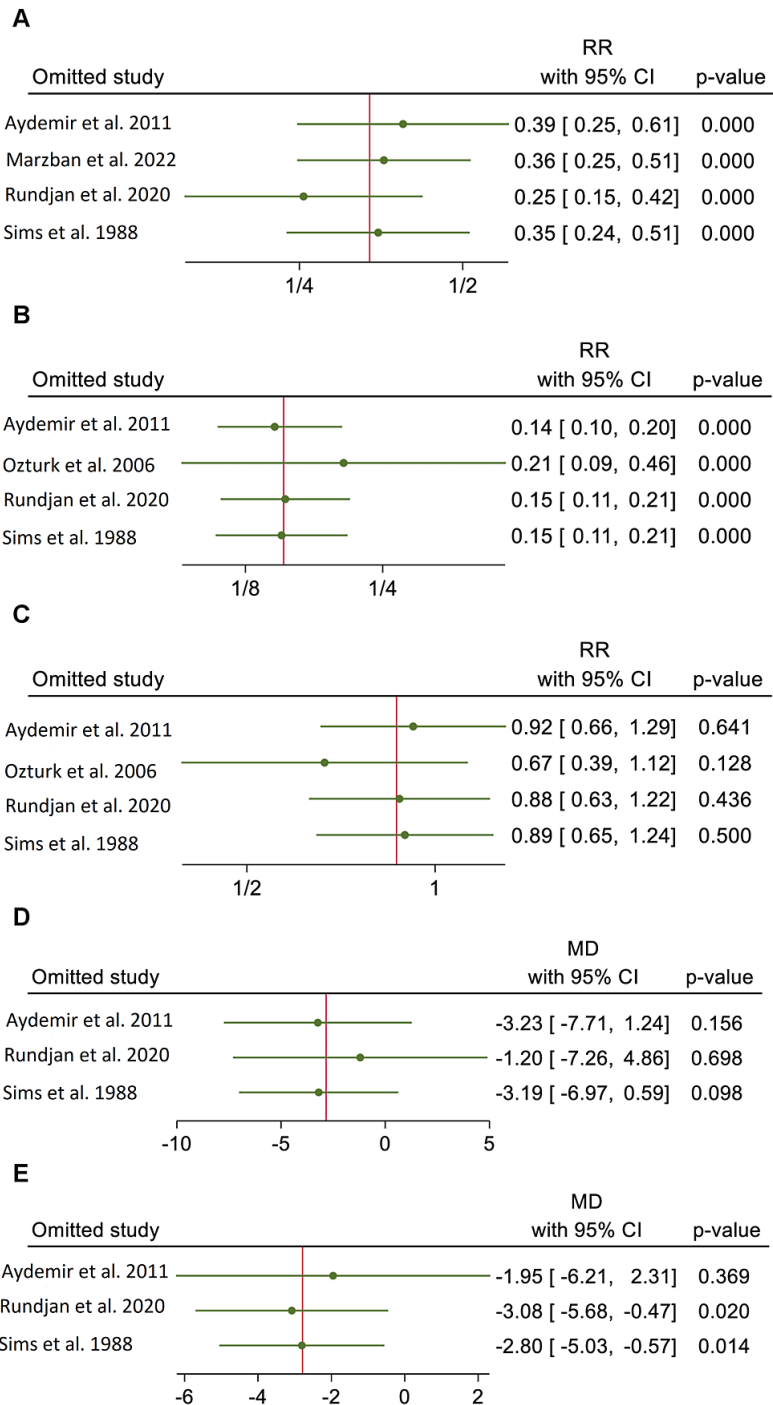 A
RR
Omitted study with 95% CI p-value
Aydemir et al. 2011 0.39 [ 0.25, 0.61] 0.000
Marzban et al. 2022 0.36 [ 0.25, 0.51] 0.000
Rundjan et al. 2020 0.25 [ 0.15, 0.42] 0.000
Sims et al. 1988 0.35 [ 0.24, 0.51] 0.000
1/4 1/2
B
RR
Omitted study with 95% CI p-value
Aydemir et al. 2011 0.14 [ 0.10, 0.20] 0.000
Ozturk et al. 2006 0.21 [ 0.09, 0.46] 0.000
Rundjan et al. 2020 0.15 [ 0.11, 0.21] 0.000
Sims et al. 1988 0.15 [ 0.11, 0.21] 0.000
1/8 1/4
C
RR
Omitted study with 95% CI p-value
Aydemir et al. 2011 0.92 [ 0.66, 1.29] 0.641
Ozturk et al. 2006 0.67 [ 0.39, 1.12] 0.128
Rundjan et al. 2020 0.88 [ 0.63, 1.22] 0.436
Sims et al. 1988 0.89 [ 0.65, 1.24] 0.500
1/2 1
D
MD
Omitted study with 95% CI p-value
Aydemir et al. 2011 -3.23 [ -7.71, 1.24] 0.156
Rundjan et al. 2020 -1.20 [ -7.26, 4.86] 0.698
Sims et al. 1988 -3.19 [ -6.97, 0.59] 0.098
-10 -5 0 5
E
MD
Omitted study with 95% CI p-value
Aydemir et al. 2011 -1.95 [ -6.21, 2.31] 0.369
Rundjan et al. 2020 -3.08 [ -5.68, -0.47] 0.020
Sims et al. 1988 -2.80 [ -5.03, -0.57] 0.014
-6 -4 -2 0 2